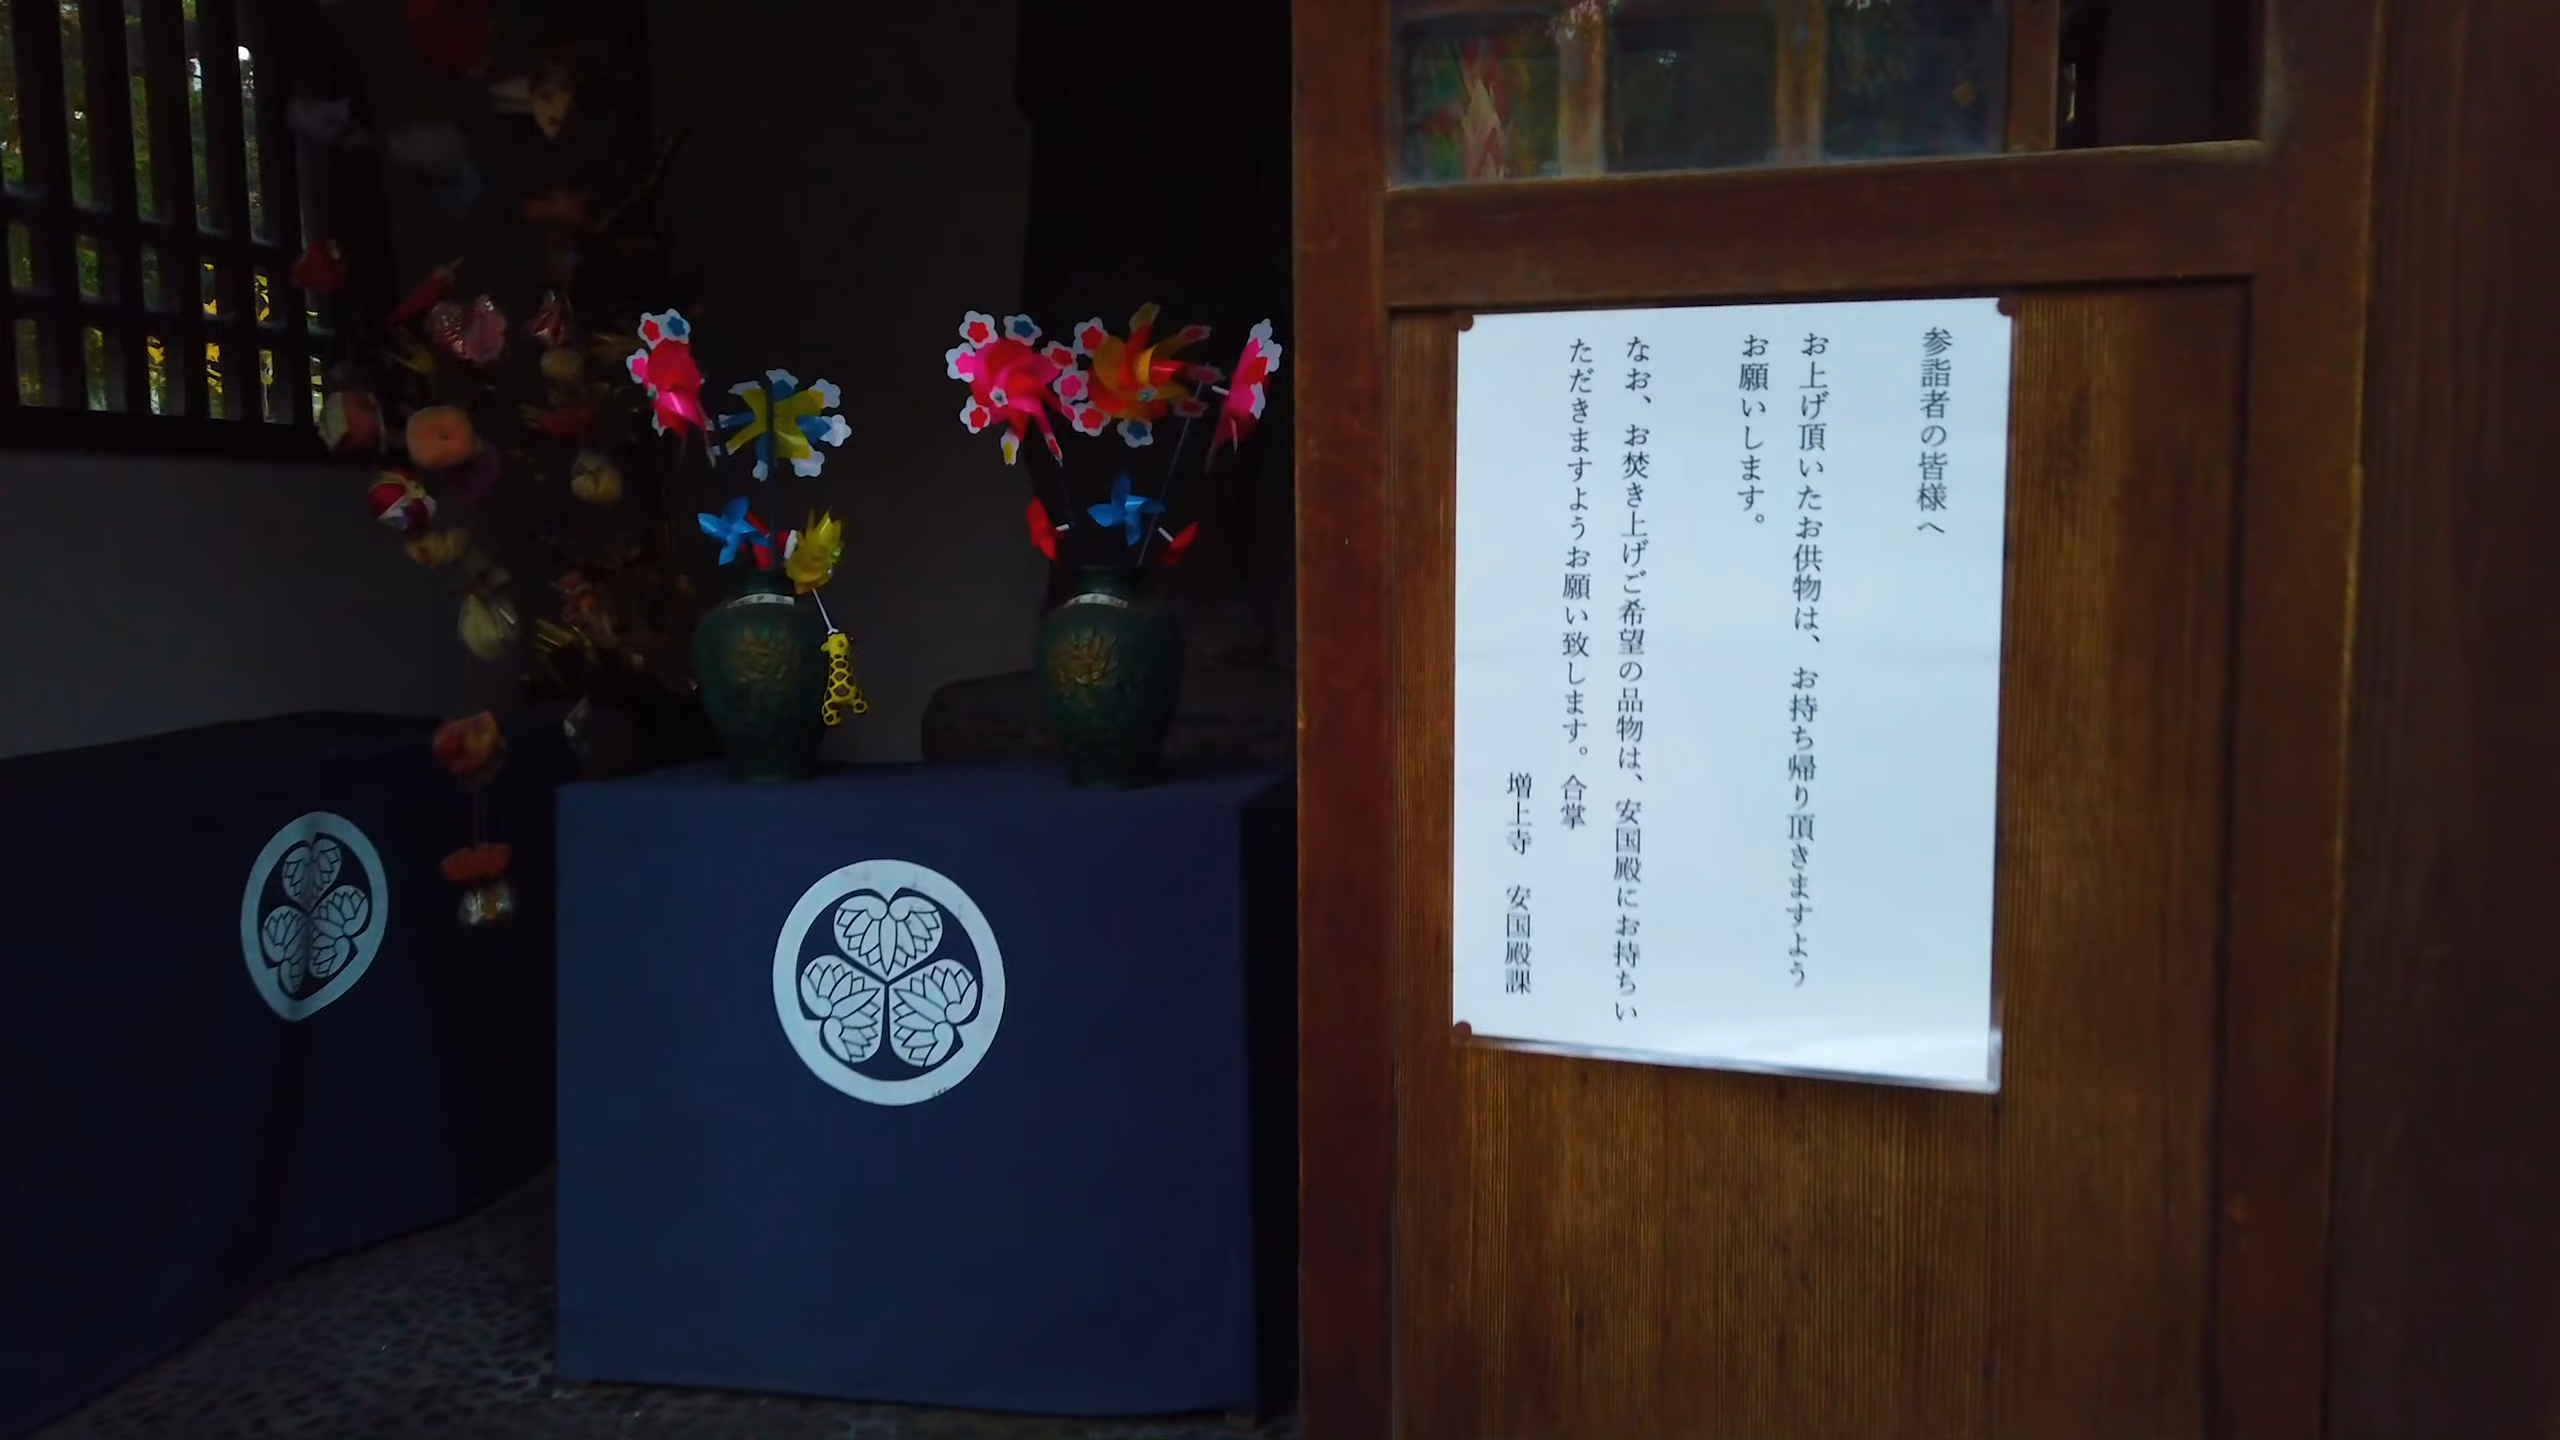 参詣者の皆様へ
お上げ頂いたお供物は、お持ち帰り頂きますよう
お願いします。
なお、お焚き上げご希望の品物は、安国殿にお持ちい
ただきますようお願い致します。合掌
増上寺　安国殿課